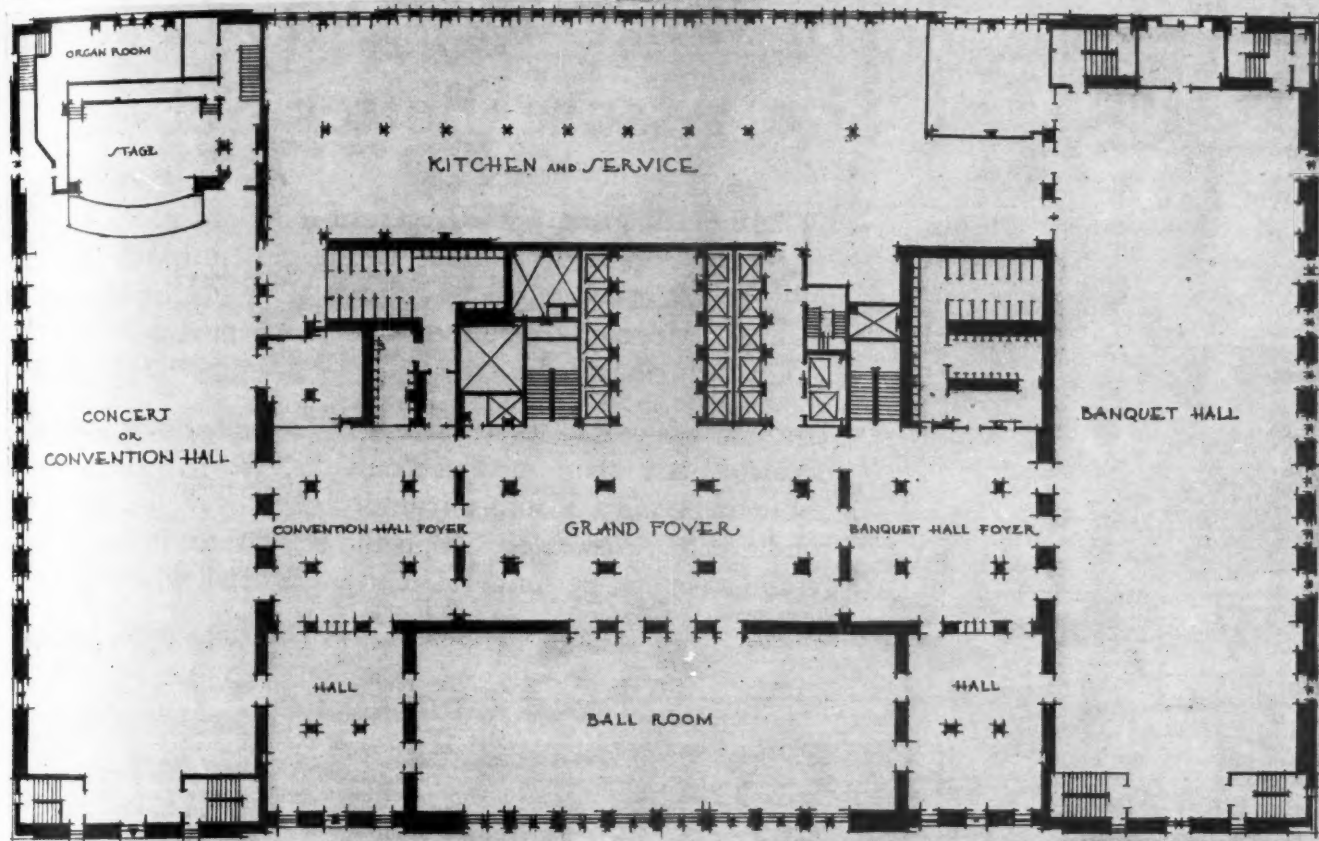 ORGAN ROOM
STAGE
KITCHEN AND SERVICE
CONCERT
OR
CONVENTION HALL
BANQUET HALL
CONVENTION HALL FOYER
GRAND FOYER
BANQUET HALL FOYER
HALL
BALL ROOM
HALL